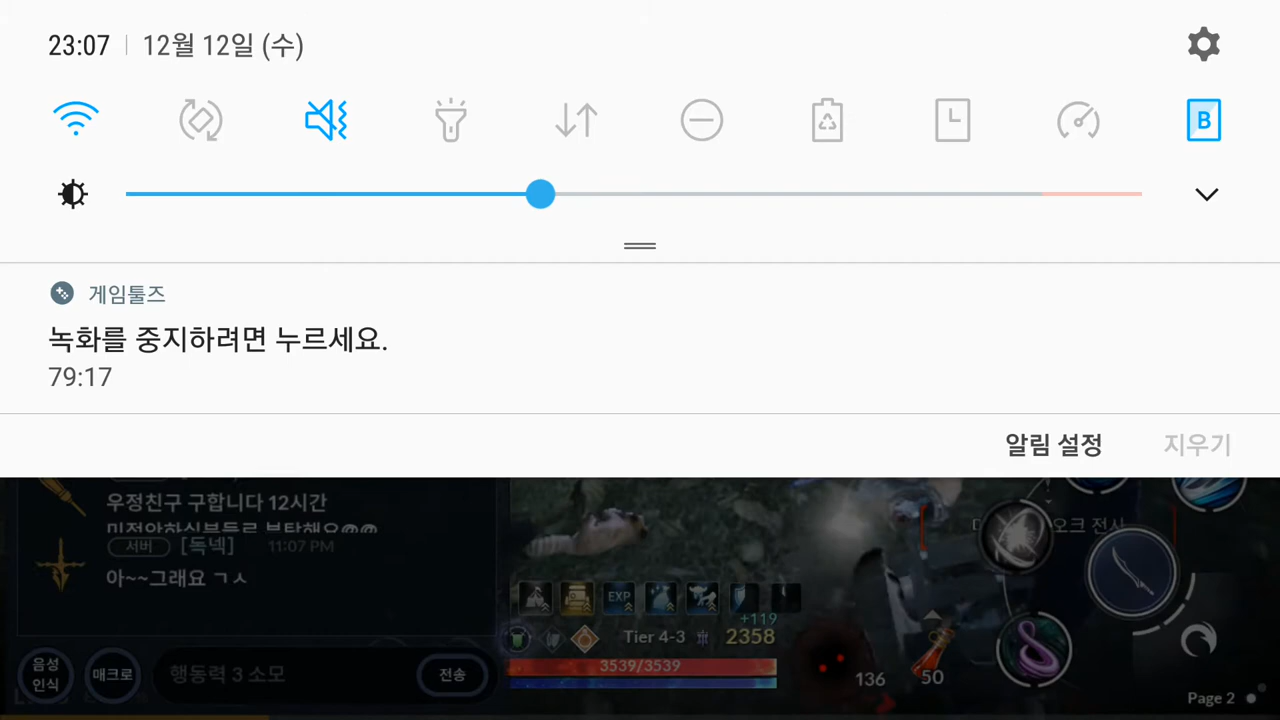 23:07 | 12월 12일 (수)
B
게임툴즈
녹화를 중지하려면 누르세요.
79:17
알림 설정 지우기
우정친구 구합니다 12시간
서버 [독넥] 11:07 PM
아~~그래요 ㄱㅅ
오크 전사
EXP
+119
Tier 4-3 2358
3539/3539
136
50
음성 인식
매크로
행동력 3 소모
전송
Page 2